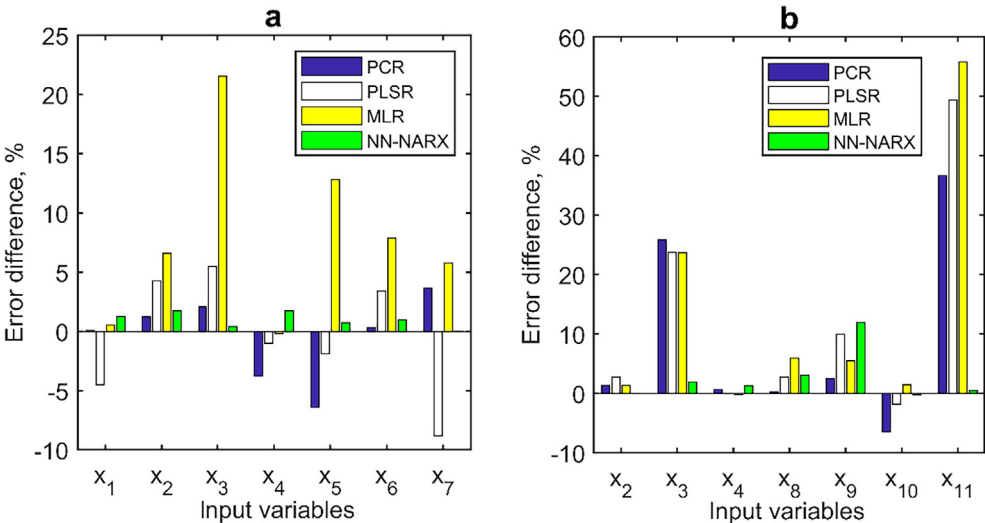 a
25
20
15
10
5
0
-5
-10
Error difference, %
PCR
PLSR
MLR
NN-NARX
x1 x2 x3 x4 x5 x6 x7
Input variables
b
60
50
40
30
20
10
0
-10
Error difference, %
PCR
PLSR
MLR
NN-NARX
x2 x3 x4 x8 x9 x10 x11
Input variables